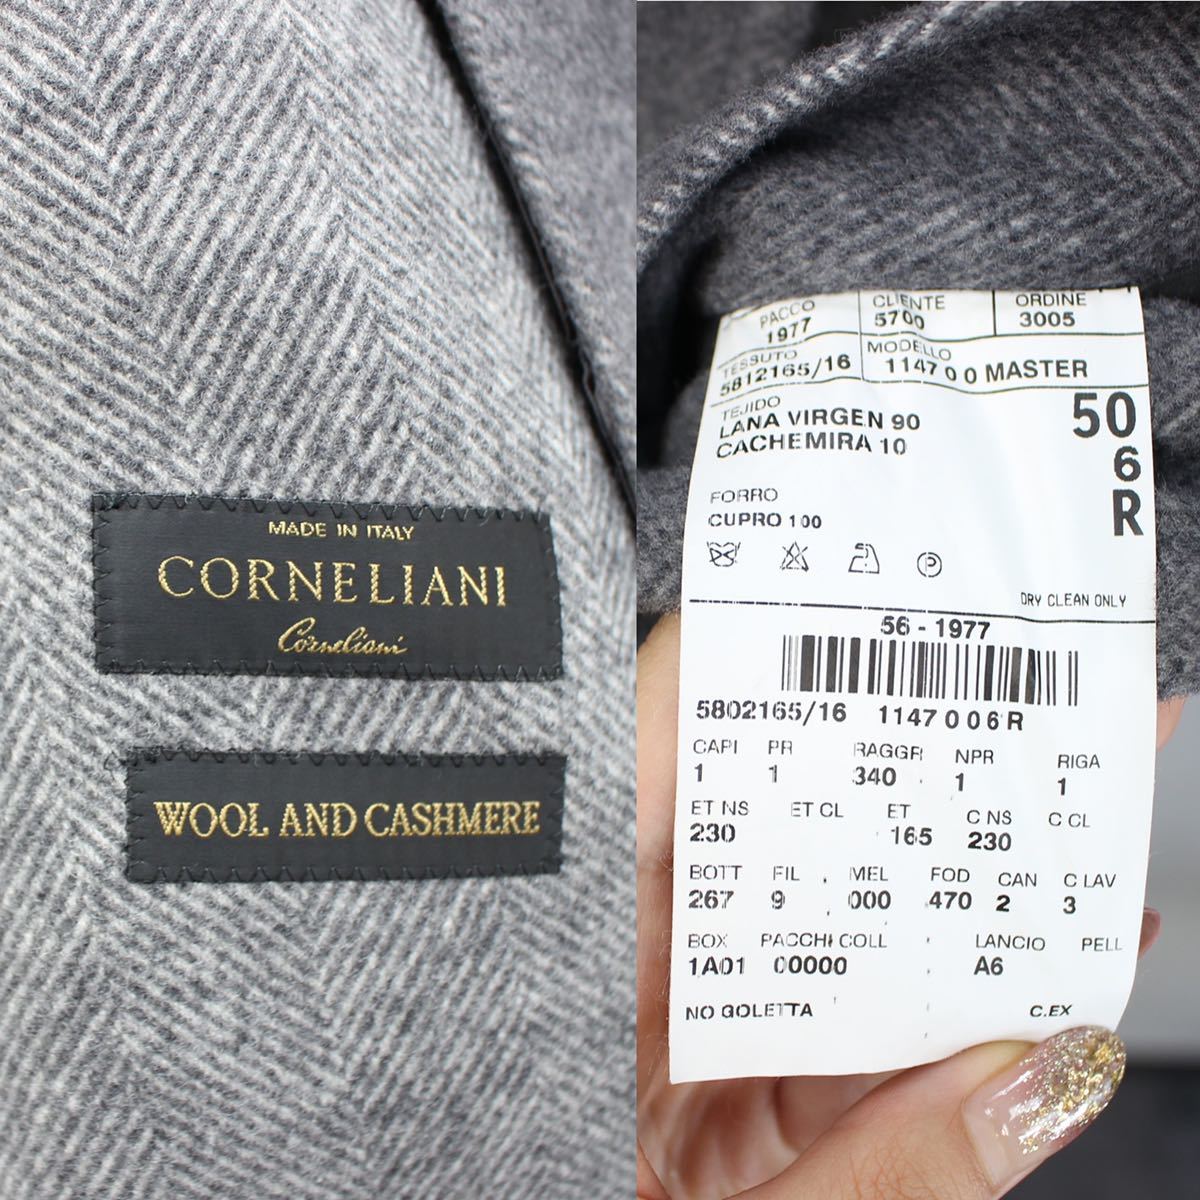 MADE IN ITALY
CORNELIANI
Corneliani
WOOL AND CASHMERE
PACCO CLIENTE ORDINE
1977 5700 3005
TESSUTO MODELLO
5812165/16 1147 0 0 MASTER
TEJIDO
LANA VIRGEN 90
CACHEMIRA 10
50
6
R
FORRO
CUPRO 100
P
DRY CLEAN ONLY
56 - 1977
5802165/16 1147 0 0 6 R
CAPI PR RAGGR NPR RIGA
1 1 340 1 1
ET NS ET CL ET C NS C CL
230 165 230
BOTT FIL MEL FOD CAN C LAV
267 9 000 470 2 3
BOX PACCHI COLL LANCIO PELL
1A01 00000 A6
NO GOLETTA C.EX